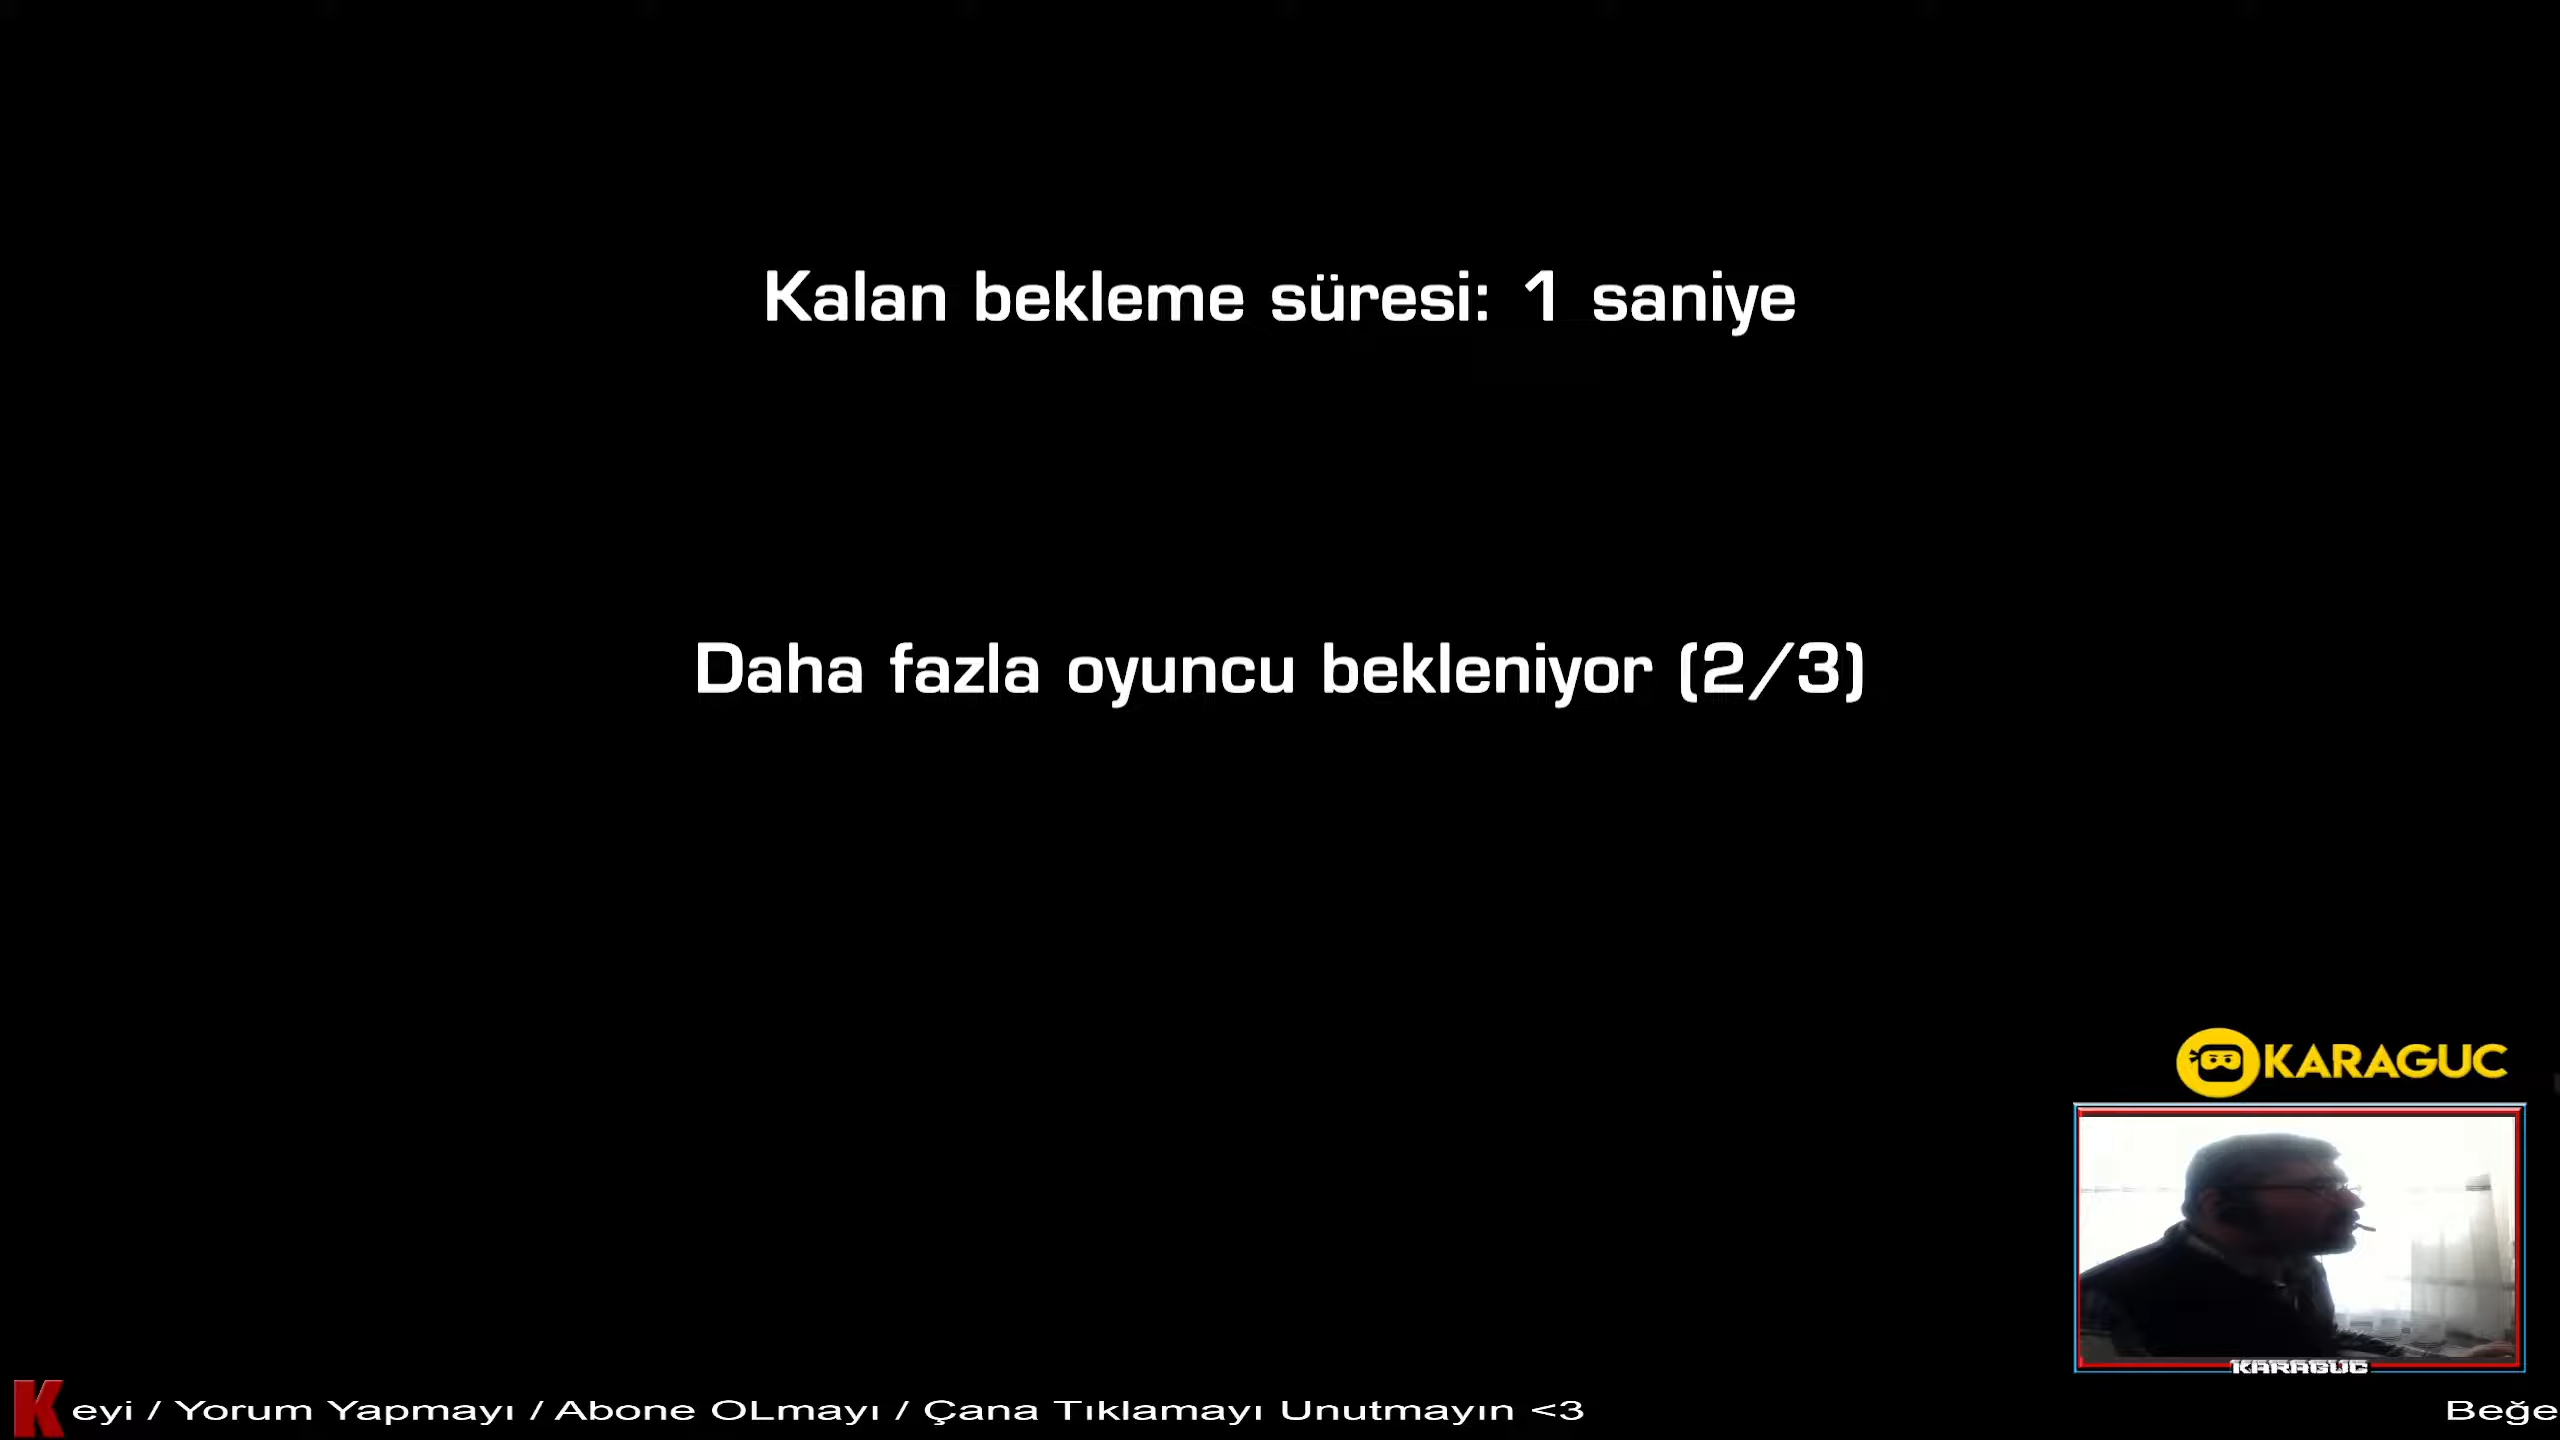 Kalan bekleme süresi: 1 saniye
Daha fazla oyuncu bekleniyor (2/3)
KARAGUC
KARAGUC
K eyi / Yorum Yapmayı / Abone OLmayı / Çana Tıklamayı Unutmayın <3 Beğe